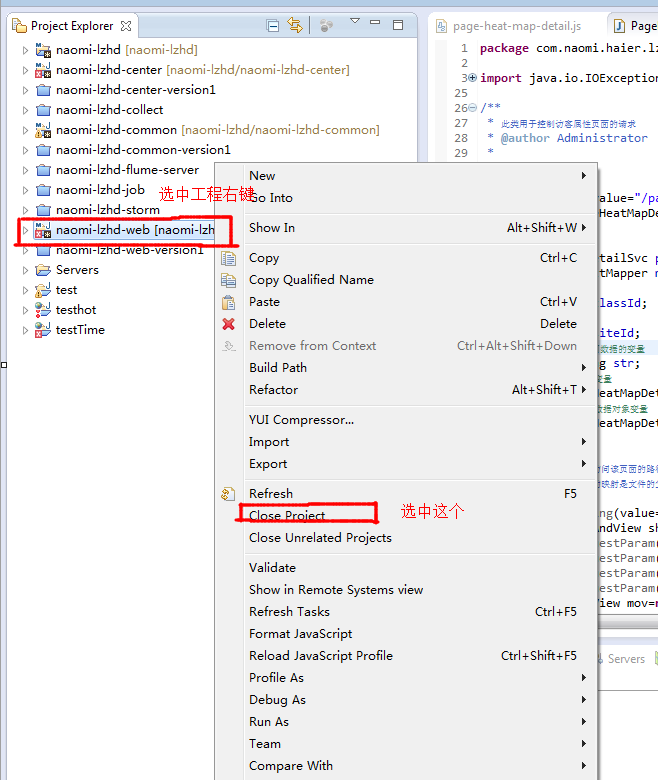 Project Explorer
naomi-lzhd [naomi-lzhd]
naomi-lzhd-center [naomi-lzhd/naomi-lzhd-center]
naomi-lzhd-center-version1
naomi-lzhd-collect
naomi-lzhd-common [naomi-lzhd/naomi-lzhd-common]
naomi-lzhd-common-version1
naomi-lzhd-flume-server
naomi-lzhd-job
选中工程右键
naomi-lzhd-storm
naomi-lzhd-web [naomi-lzh
naomi-lzhd-web-version1
Servers
test
testhot
testTime
New
Go Into
Show In Alt+Shift+W
Copy Ctrl+C
Copy Qualified Name
Paste Ctrl+V
Delete Delete
Remove from Context Ctrl+Alt+Shift+Down
Build Path
Refactor Alt+Shift+T
YUI Compressor...
Import
Export
Refresh F5
Close Project
选中这个
Close Unrelated Projects
Validate
Show in Remote Systems view
Refresh Tasks Ctrl+F5
Format JavaScript
Reload JavaScript Profile Ctrl+Shift+F5
Profile As
Debug As
Run As
Team
Compare With
page-heat-map-detail.js
Page
1 package com.naomi.haier.lz
2
3 import java.io.IOException
25
26 /**
27 * 此类用于控制访客属性页面的请求
28 * @author Administrator
29 *
value="/pa
HeatMapDe
tailSvc p
tMapper m
lassId;
iteId;
数据的变量
g str;
变量
HeatMapDet
数据对象变量
HeatMapDet
访问该页面的路径
的映射是文件的
ng(value=
AndView sh
estParam(
estParam(
estParam(
View mov=n
Servers